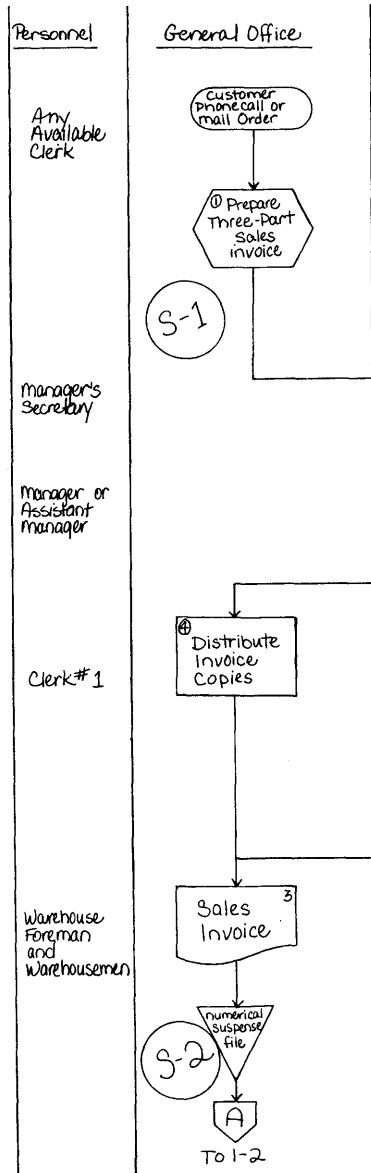 Personnel
General Office
Any
Available
Clerk
Customer
Phonecall or
mail Order
① Prepare
Three-Part
Sales
invoice
S-1
Manager's
Secretary
Manager or
Assistant
Manager
④
Distribute
Invoice
Copies
Clerk #1
3
Sales
Invoice
Warehouse
Foreman
and
Warehousemen
numerical
suspense
file
S-2
A
TO 1-2